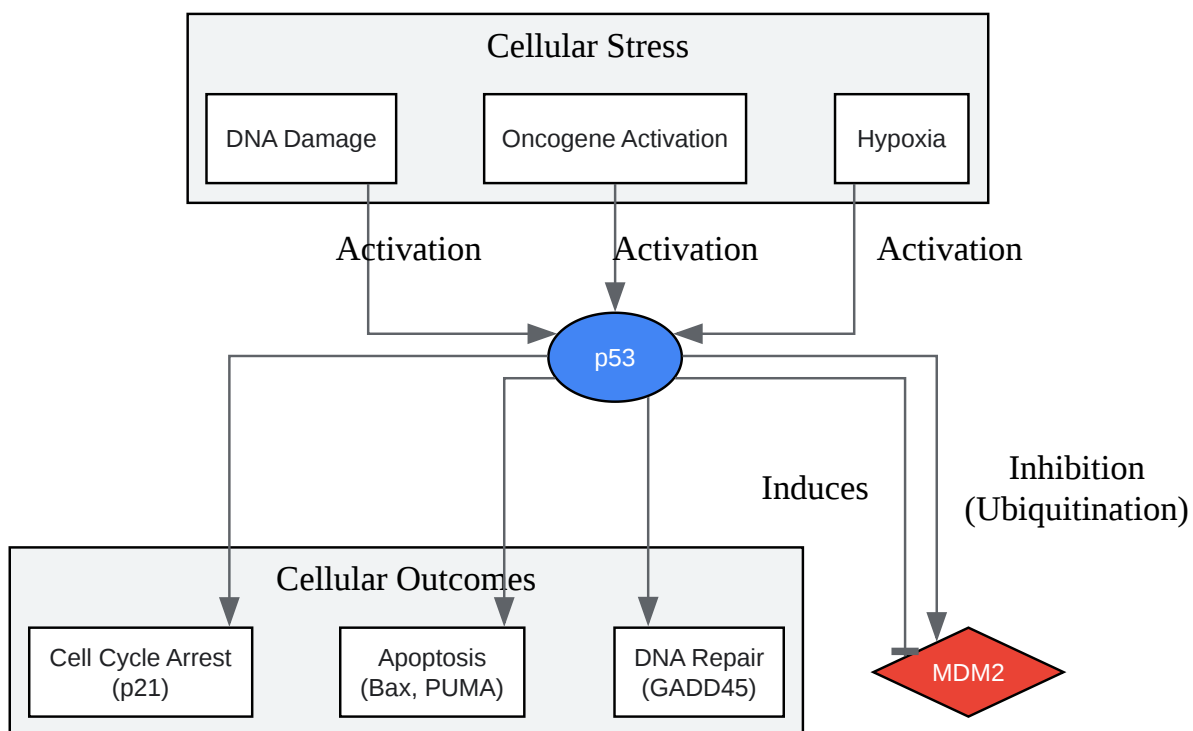 Cellular Stress
DNA Damage
Oncogene Activation
Hypoxia
Activation
Activation
Activation
p53
Induces
Inhibition
(Ubiquitination)
Cellular Outcomes
Cell Cycle Arrest
(p21)
Apoptosis
(Bax, PUMA)
DNA Repair
(GADD45)
MDM2